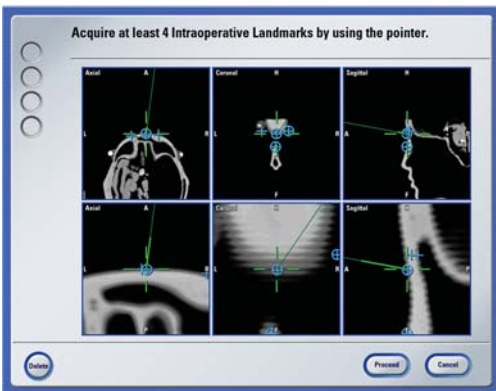 Acquire at least 4 Intraoperative Landmarks by using the pointer.
Axial A L R
Coronal H L R F
Sagittal H A F
Axial A L R P
Coronal H L R F
Sagittal H A P F
Delete
Proceed
Cancel